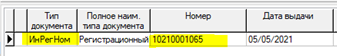 Тип документа Полное наим. типа документа Номер Дата выдачи
ИнРегНом Регистрационный 10210001065 05/05/2021